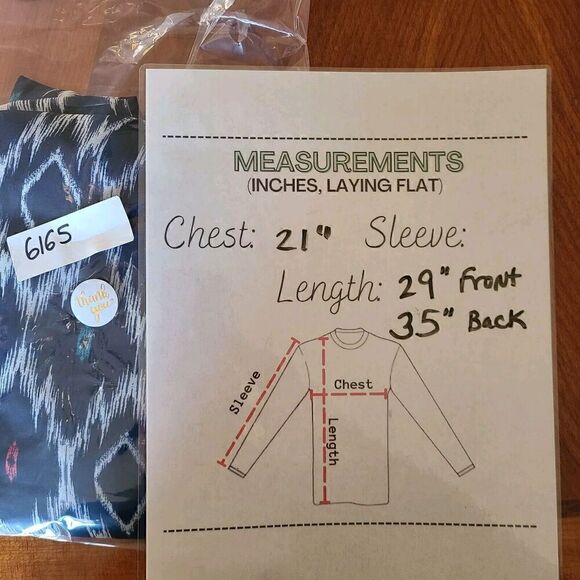 6165
thank
you
MEASUREMENTS
(INCHES, LAYING FLAT)
Chest: 21" Sleeve:
Length: 29" Front
35" Back
Sleeve
Chest
Length